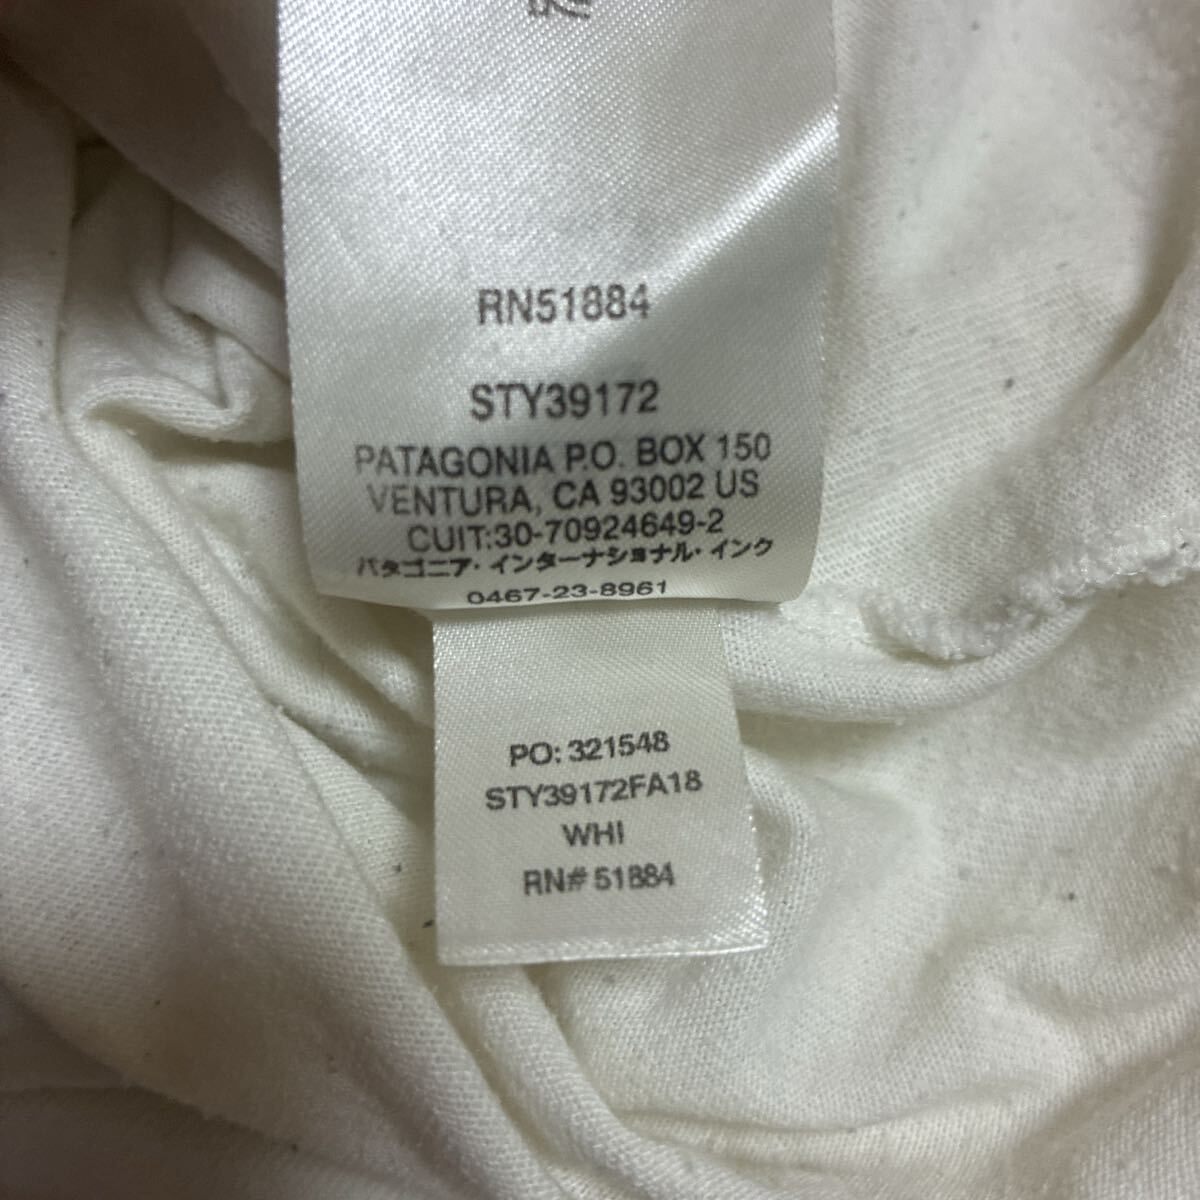 RN51884
STY39172
PATAGONIA P.O. BOX 150
VENTURA, CA 93002 US
CUIT:30-70924649-2
パタゴニア・インターナショナル・インク
0467-23-8961
PO: 321548
STY39172FA18
WHI
RN# 51884